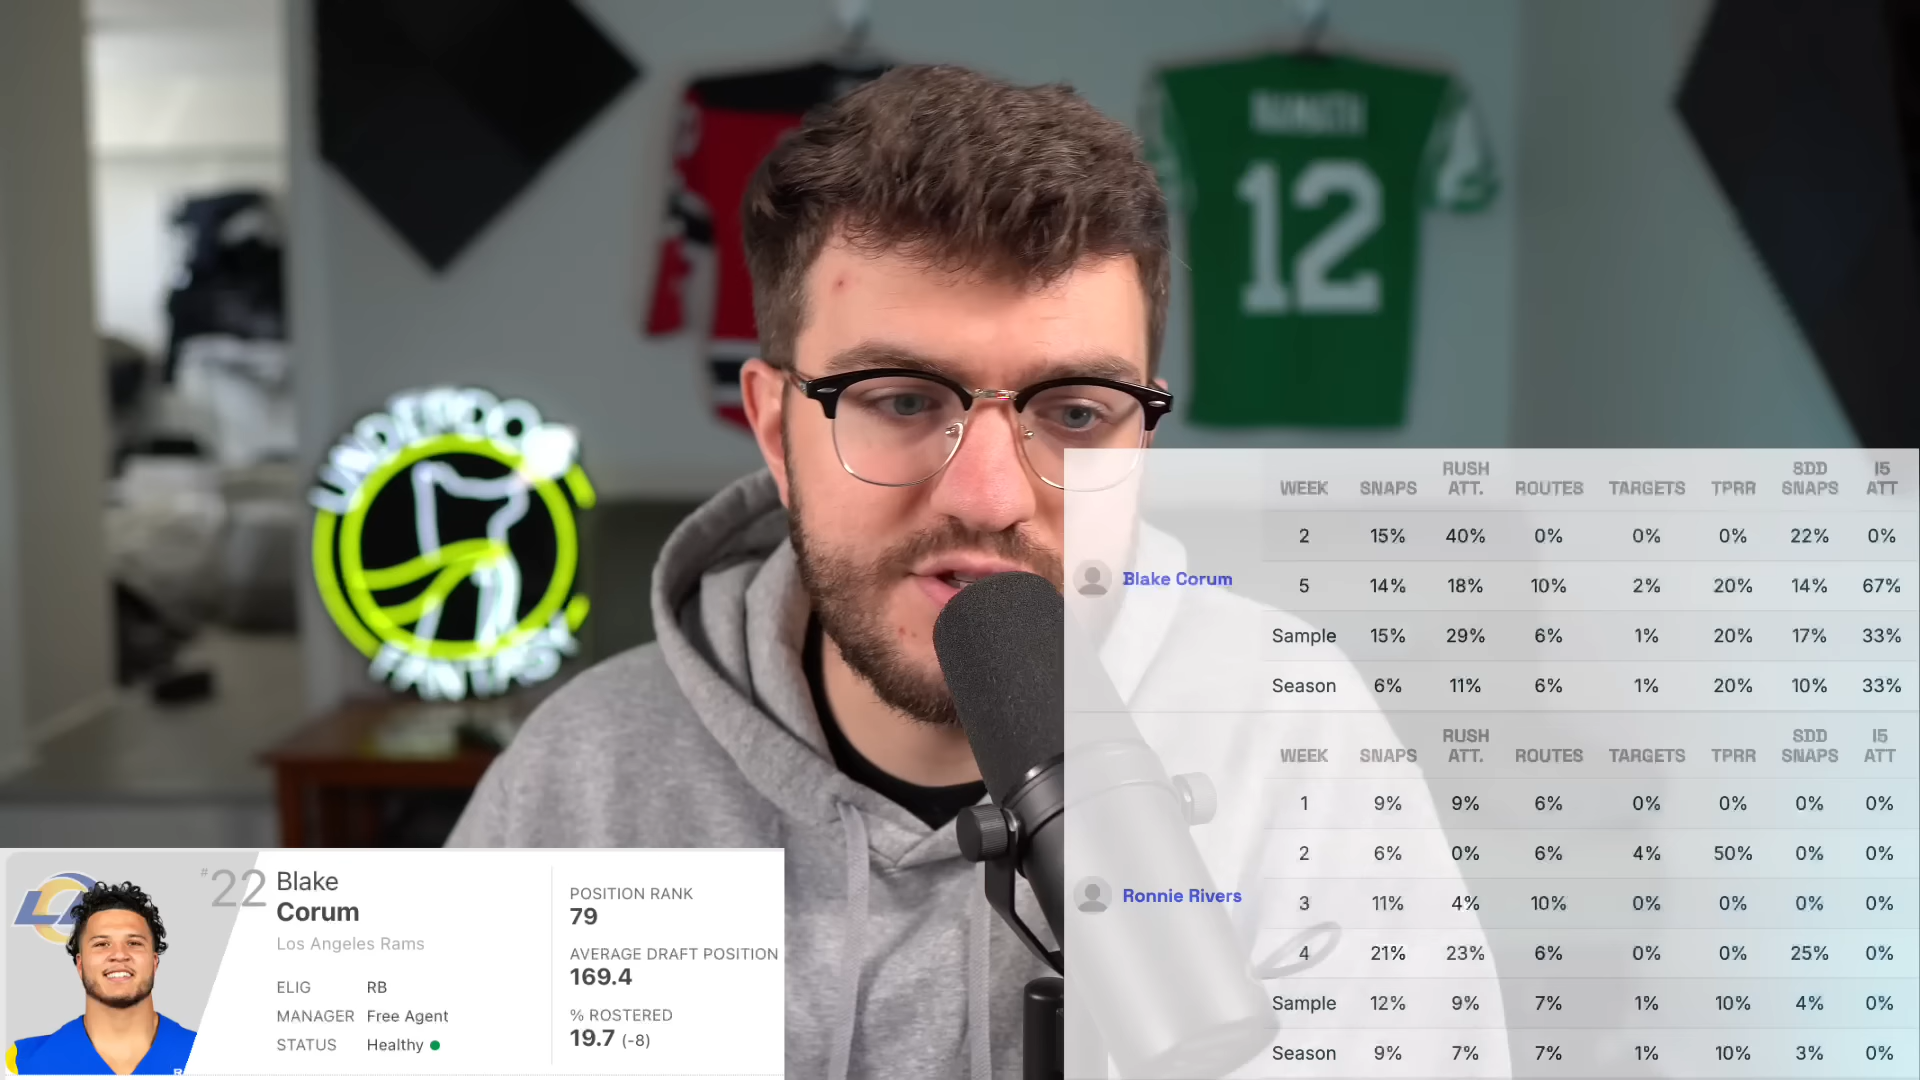 NAMATH
12
UNDERDOG
FANTASY
WEEK SNAPS RUSH ATT. ROUTES TARGETS TPRR SDD SNAPS I5 ATT
2 15% 40% 0% 0% 0% 22% 0%
Blake Corum
5 14% 18% 10% 2% 20% 14% 67%
Sample 15% 29% 6% 1% 20% 17% 33%
Season 6% 11% 6% 1% 20% 10% 33%
WEEK SNAPS RUSH ATT. ROUTES TARGETS TPRR SDD SNAPS I5 ATT
1 9% 9% 6% 0% 0% 0% 0%
2 6% 0% 6% 4% 50% 0% 0%
Ronnie Rivers
3 11% 4% 10% 0% 0% 0% 0%
4 21% 23% 6% 0% 0% 25% 0%
Sample 12% 9% 7% 1% 10% 4% 0%
Season 9% 7% 7% 1% 10% 3% 0%
#22 Blake
Corum
Los Angeles Rams
ELIG RB
MANAGER Free Agent
STATUS Healthy
POSITION RANK
79
AVERAGE DRAFT POSITION
169.4
% ROSTERED
19.7 (-8)